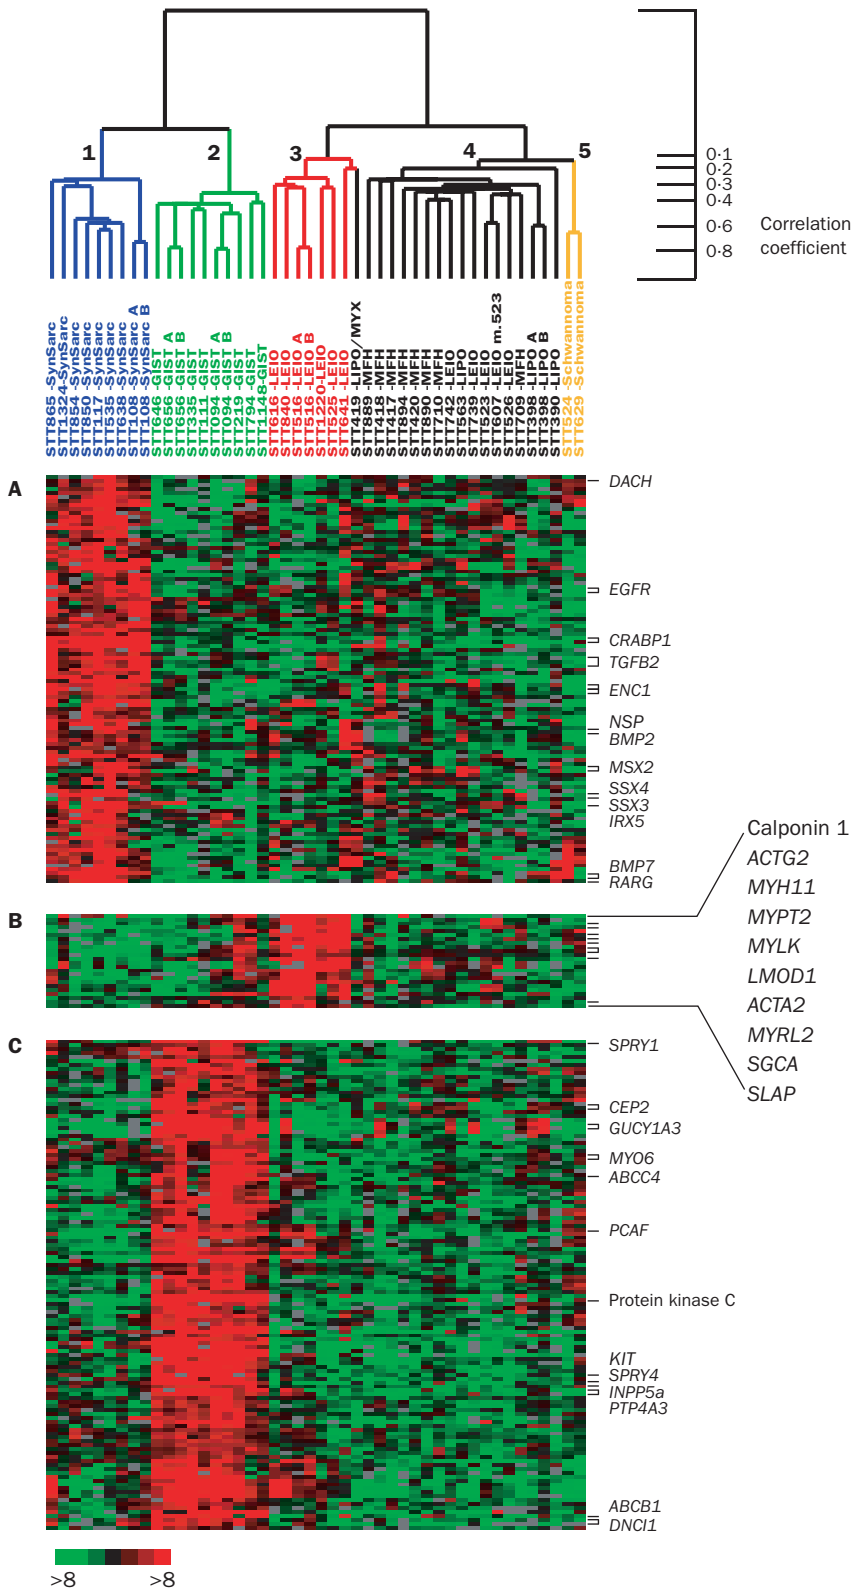 1
2
3
4
5
0·1
0·2
0·3
0·4
0·6
0·8
Correlation
coefficient
STT865 -SynSarc
STT1324-SynSarc
STT854 -SynSarc
STT850 -SynSarc
STT117 -SynSarc
STT535 -SynSarc
STT638 -SynSarc
STT108 -SynSarc A
STT108 -SynSarc B
STT646 -GIST
STT656 -GIST A
STT656 -GIST B
STT335 -GIST
STT111 -GIST
STT094 -GIST A
STT094 -GIST B
STT219 -GIST
STT794 -GIST
STT1148-GIST
STT616 -LEIO
STT840 -LEIO
STT516 -LEIO A
STT516 -LEIO B
STT1220-LEIO
STT525 -LEIO
STT641 -LEIO
STT419 -LIPO/MYX
STT889 -MFH
STT418 -MFH
STT417 -MFH
STT894 -MFH
STT420 -MFH
STT890 -MFH
STT710 -MFH
STT742 -LEIO
STT563 -LIPO
STT739 -LEIO
STT523 -LEIO
STT607 -LEIO m.523
STT526 -LEIO
STT792 -MFH
STT398 -LIPO A
STT398 -LIPO B
STT390 -LIPO
STT524 -Schwannoma
STT629 -Schwannoma
A
DACH
EGFR
CRABP1
TGFB2
ENC1
NSP
BMP2
MSX2
SSX4
SSX3
IRX5
BMP7
RARG
B
Calponin 1
ACTG2
MYH11
MYPT2
MYLK
LMOD1
ACTA2
MYRL2
SGCA
SLAP
C
SPRY1
CEP2
GUCY1A3
MYO6
ABCC4
PCAF
Protein kinase C
KIT
SPRY4
INPP5a
PTP4A3
ABCB1
DNCI1
>8
>8